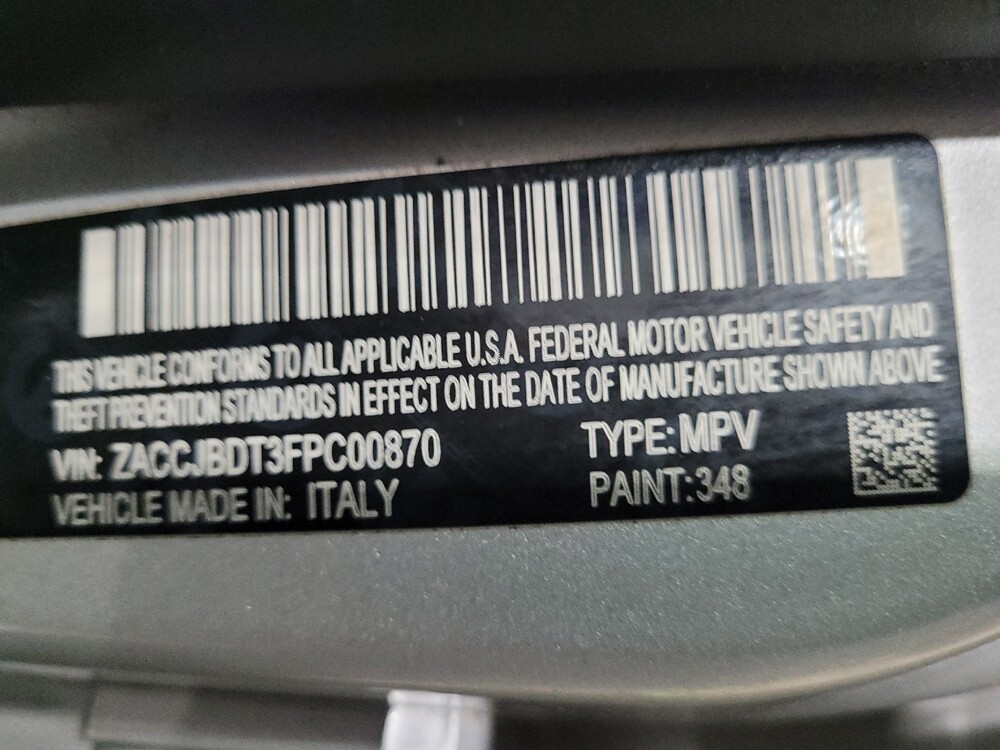 THIS VEHICLE CONFORMS TO ALL APPLICABLE U.S.A. FEDERAL MOTOR VEHICLE SAFETY AND
THEFT PREVENTION STANDARDS IN EFFECT ON THE DATE OF MANUFACTURE SHOWN ABOVE
VIN: ZACCJBDT3FPC00870 TYPE: MPV
VEHICLE MADE IN: ITALY PAINT: 348